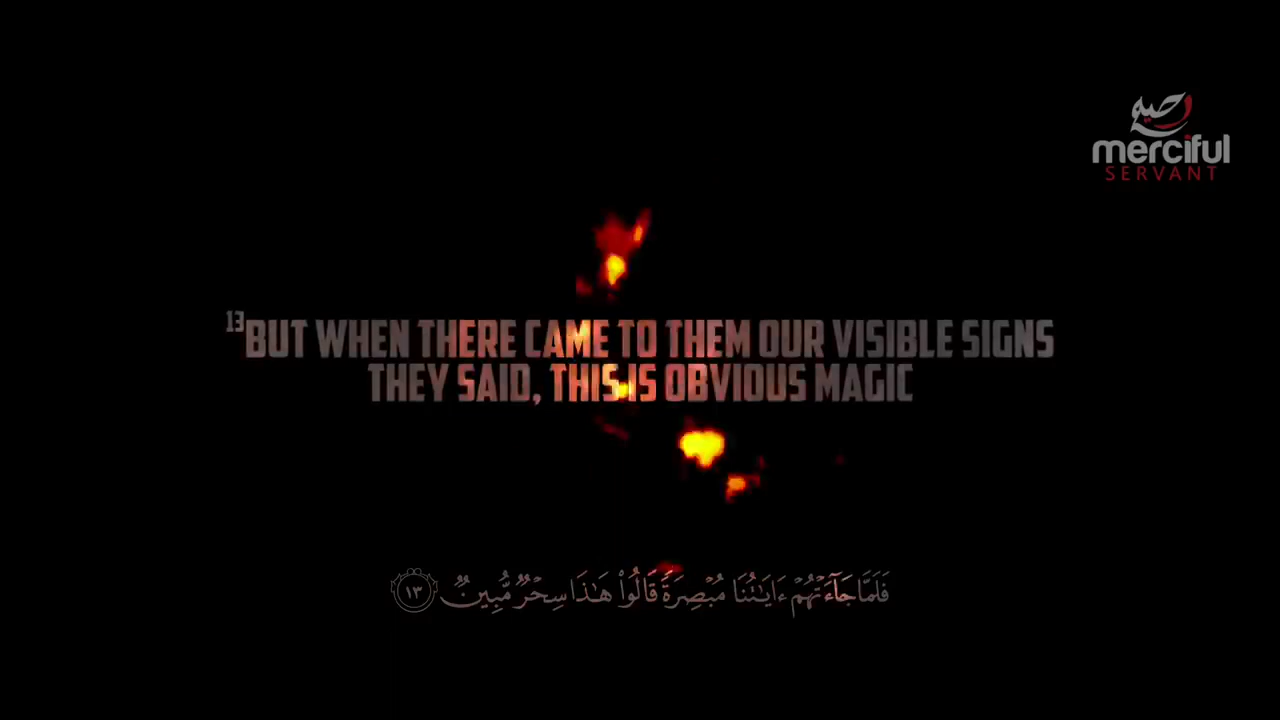 رحيم
merciful
SERVANT
13BUT WHEN THERE CAME TO THEM OUR VISIBLE SIGNS
THEY SAID, THIS IS OBVIOUS MAGIC
فَلَمَّا جَآءَتْهُمْ ءَايَـٰتُنَا مُبْصِرَةً قَالُوا۟ هَـٰذَا سِحْرٌ مُّبِينٌ ١٣